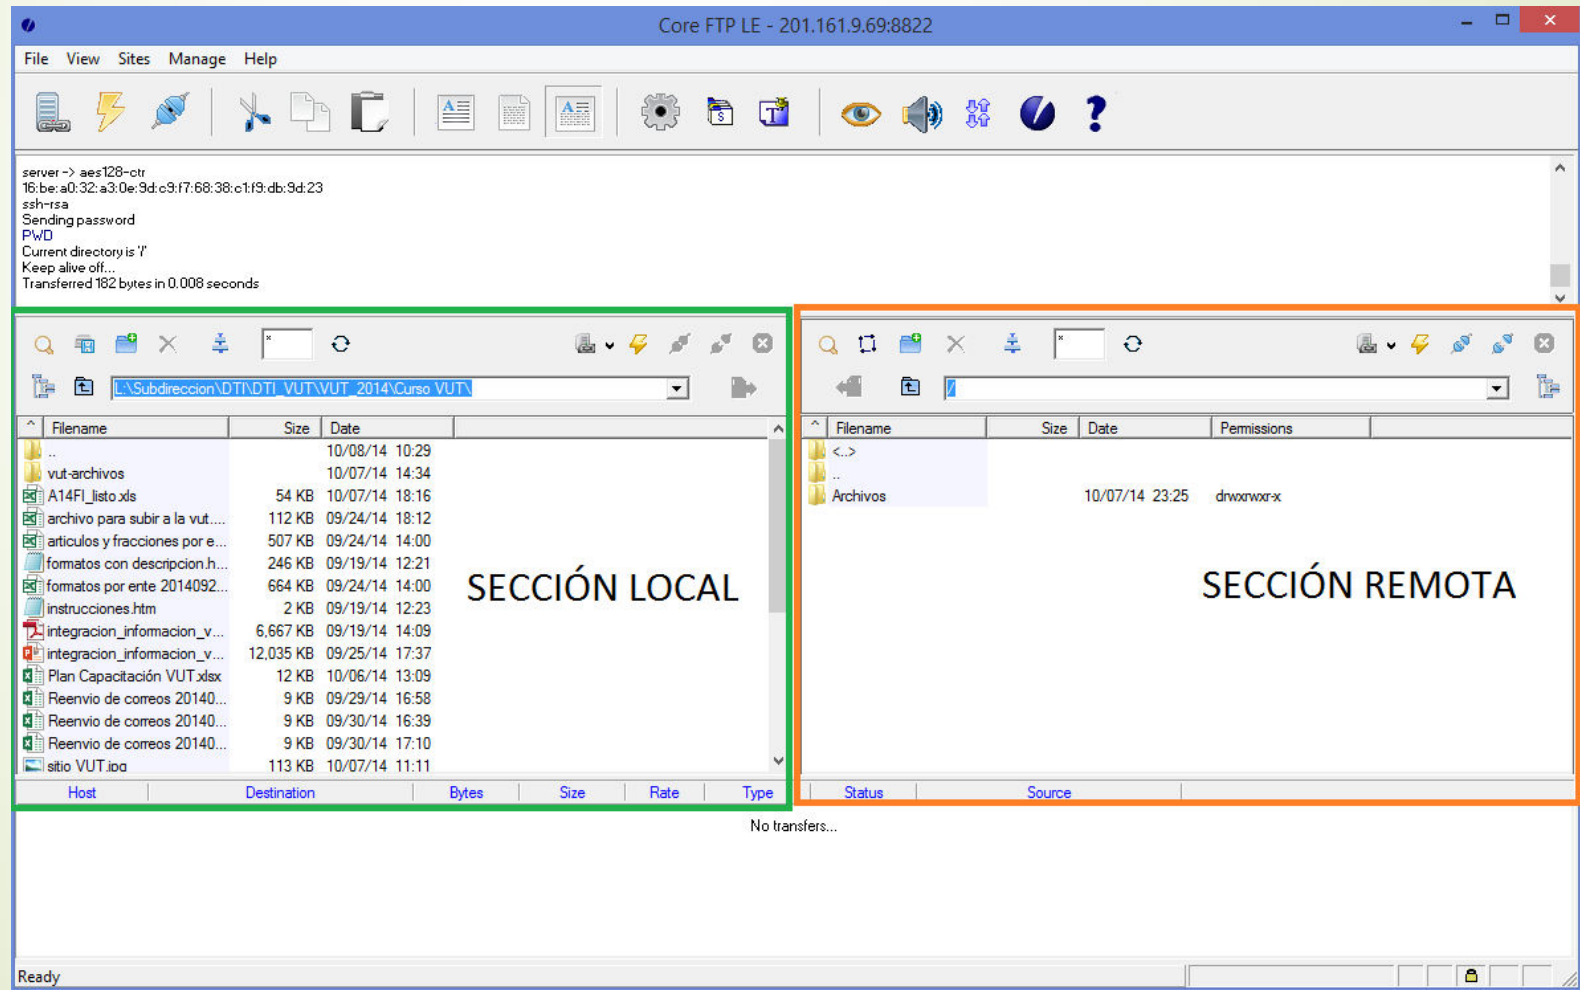 Core FTP LE - 201.161.9.69:8822
File View Sites Manage Help
server -> aes128-ctr
16:be:a0:32:a3:0e:9d:c9:f7:68:38:c1:f9:db:9d:23
ssh-rsa
Sending password
PWD
Current directory is '/'
Keep alive off...
Transferred 182 bytes in 0.008 seconds
L:\Subdireccion\DTI\DTI_VUT\VUT_2014\Curso VUT\
Filename Size Date
.. 10/08/14 10:29
vut-archivos 10/07/14 14:34
A14FI_listo.xls 54 KB 10/07/14 18:16
archivo para subir a la vut.... 112 KB 09/24/14 18:12
articulos y fracciones por e... 507 KB 09/24/14 14:00
formatos con descripcion.h... 246 KB 09/19/14 12:21
formatos por ente 2014092... 664 KB 09/24/14 14:00
instrucciones.htm 2 KB 09/19/14 12:23
integracion_informacion_v... 6,667 KB 09/19/14 14:09
integracion_informacion_v... 12,035 KB 09/25/14 17:37
Plan Capacitación VUT.xlsx 12 KB 10/06/14 13:09
Reenvio de correos 20140... 9 KB 09/29/14 16:58
Reenvio de correos 20140... 9 KB 09/30/14 16:39
Reenvio de correos 20140... 9 KB 09/30/14 17:10
sitio VUT.jpg 113 KB 10/07/14 11:11
SECCIÓN LOCAL
/
Filename Size Date Permissions
<..>
..
Archivos 10/07/14 23:25 drwxrwxr-x
SECCIÓN REMOTA
Host Destination Bytes Size Rate Type Status Source
No transfers...
Ready